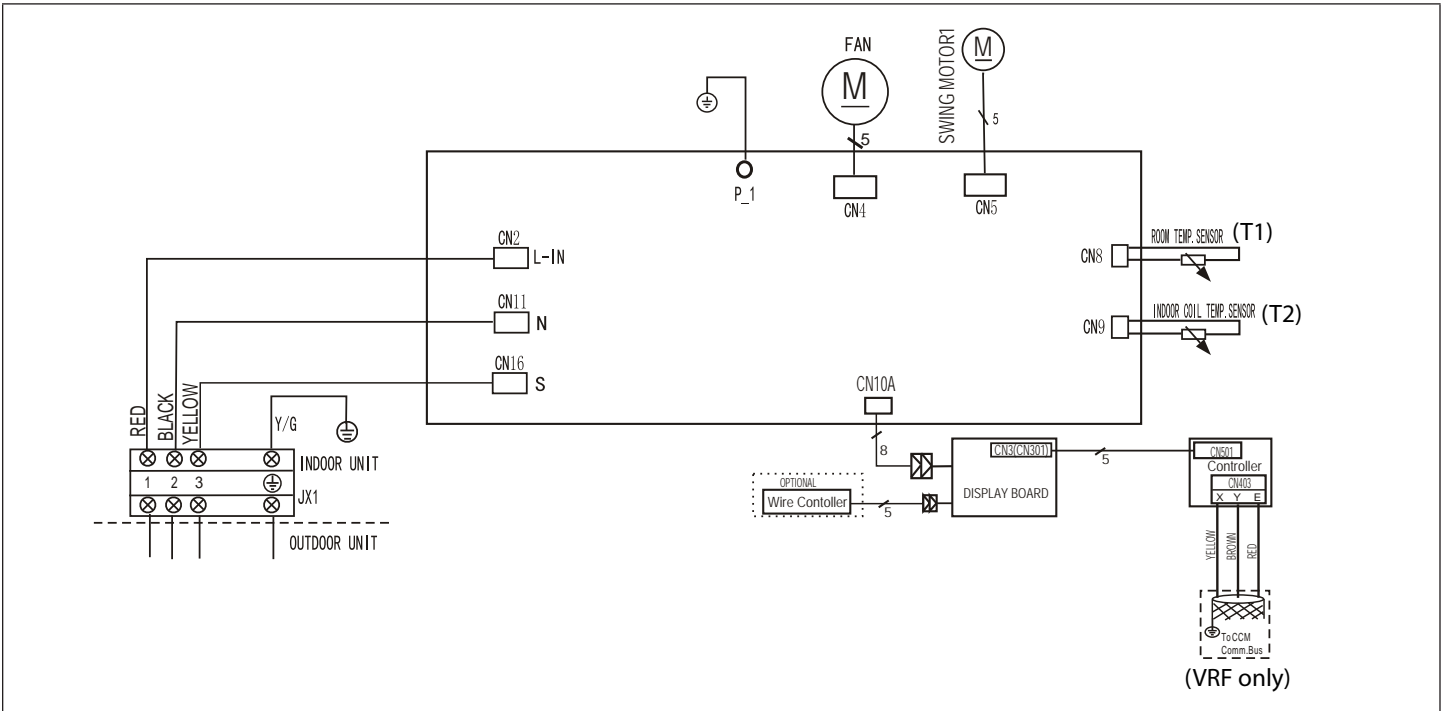 FAN
M
SWING MOTOR1
M
5
5
P_1
CN4
CN5
CN2
L-IN
CN11
N
CN16
S
CN8
ROOM TEMP. SENSOR (T1)
CN9
INDOOR COIL TEMP. SENSOR (T2)
CN10A
8
RED
BLACK
YELLOW
Y/G
INDOOR UNIT
1 2 3
JX1
OUTDOOR UNIT
OPTIONAL
Wire Contoller
5
CN3(CN301)
DISPLAY BOARD
5
CN501
Controller
CN403
X Y E
YELLOW
BROWN
RED
To CCM
Comm.Bus
(VRF only)